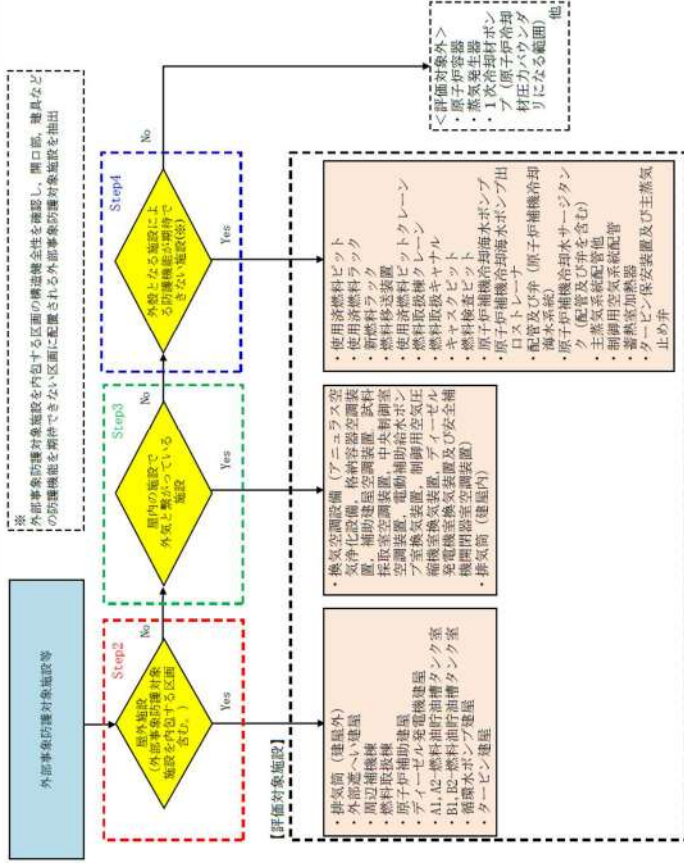 外部事象防護対象施設等
※
外部事象防護対象施設を内包する区画の構造健全性を確認し、開口部、建具など
の防護機能を期待できない区画に配置される外部事象防護対象施設を抽出
Step2
屋外施設
(外部事象防護対象
施設を内包する区画
含む。)
No
Yes
Step3
屋内の施設で
外気と繋がっている
施設
No
Yes
Step4
外殻となる施設によ
る防護機能が期待で
きない施設(※)
No
Yes
【評価対象施設】
・排気筒(建屋外)
・外部遮へい建屋
・周辺補機棟
・燃料取扱棟
・原子炉補助建屋
・ディーゼル発電機建屋
・A1,A2-燃料油貯油槽タンク室
・B1,B2-燃料油貯油槽タンク室
・循環水ポンプ建屋
・タービン建屋
・換気空調設備(アニュラス空
気浄化設備，格納容器空調装
置，補助建屋空調装置，試料
採取室空調装置，中央制御室
空調装置，電動補助給水ポン
プ室換気装置，制御用空気圧
縮機室換気装置，ディーゼル
発電機室換気装置及び安全補
機開閉器室空調装置)
・排気筒(建屋内)
・使用済燃料ピット
・使用済燃料ラック
・新燃料ラック
・燃料移送装置
・使用済燃料ピットクレーン
・燃料取扱棟クレーン
・燃料取扱キャナル
・キャスクピット
・燃料検査ピット
・原子炉補機冷却海水ポンプ
・原子炉補機冷却海水ポンプ出
ロストレーナ
・配管及び弁(原子炉補機冷却
海水系統)
・原子炉補機冷却水サージタン
ク(配管及び弁を含む)
・主蒸気系統配管他
・制御用空気系統配管
・蓄熱室加熱器
・タービン保安装置及び主蒸気
止め弁
＜評価対象外＞
・原子炉容器
・蒸気発生器
・1次冷却材ポン
プ(原子炉冷却
材圧力バウンダ
リになる範囲)
他